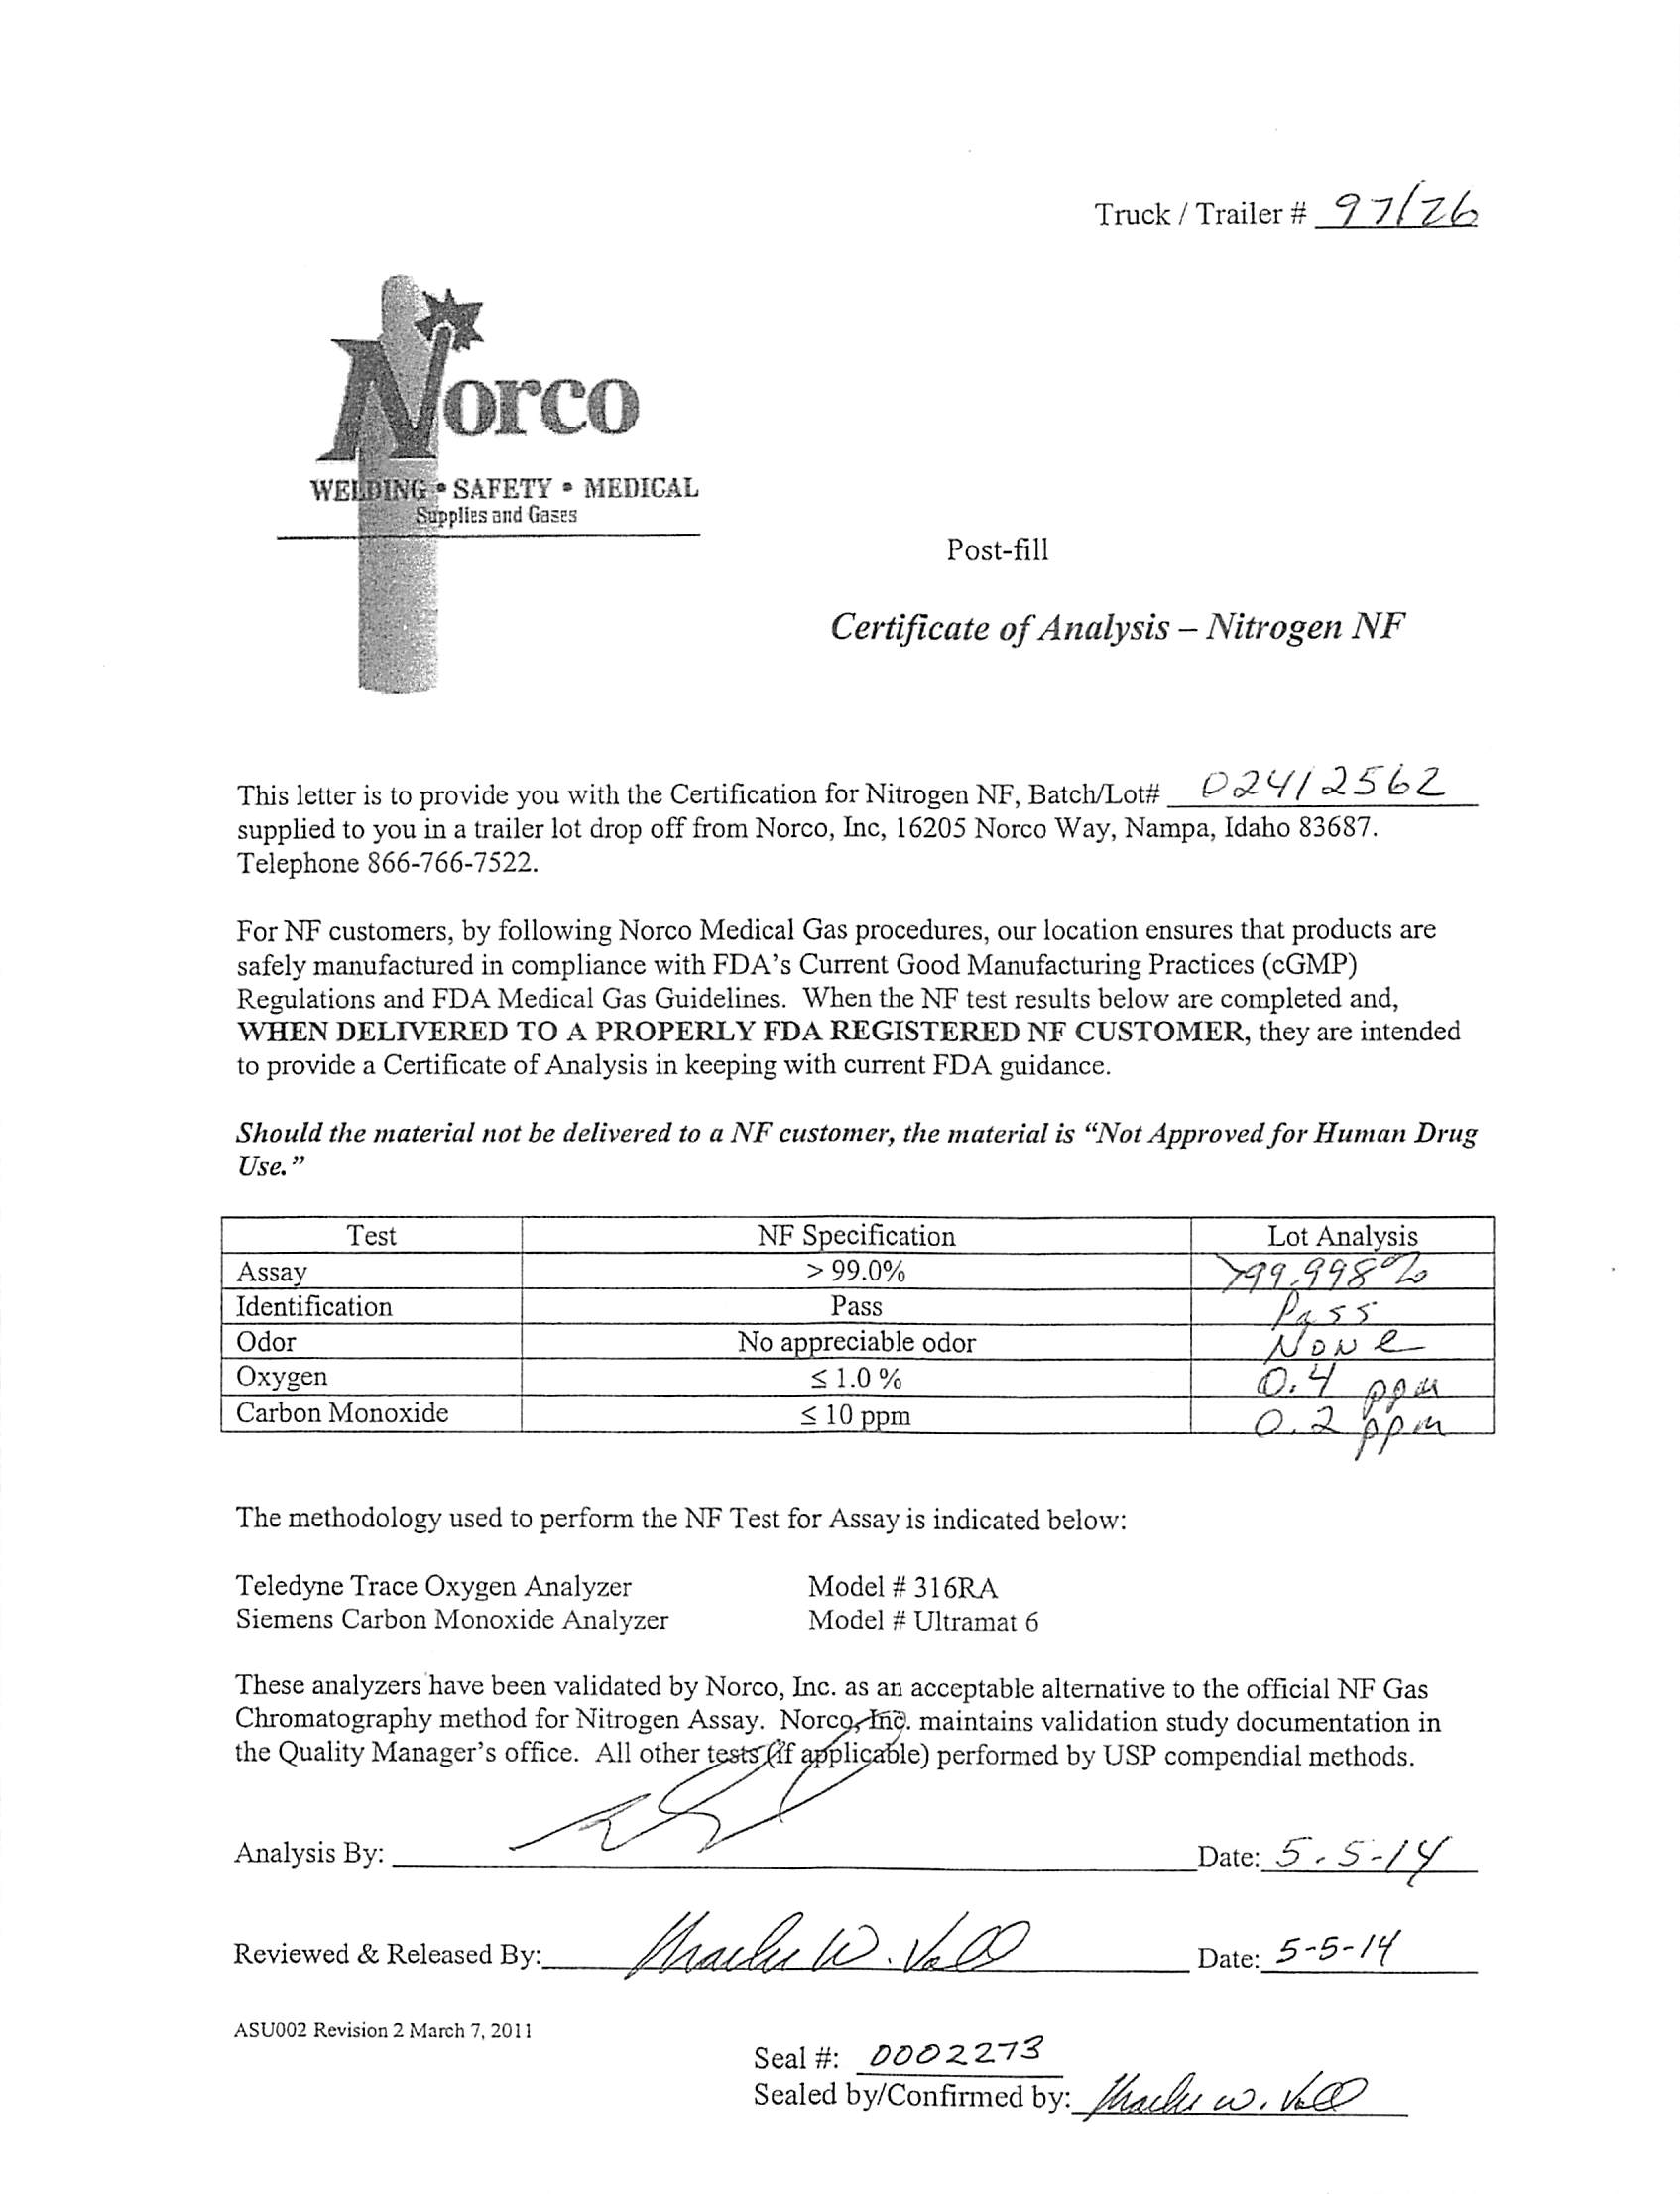 Truck / Trailer # 97/26
Norco
WELDING • SAFETY • MEDICAL
Supplies and Gases
Post-fill
Certificate of Analysis – Nitrogen NF
This letter is to provide you with the Certification for Nitrogen NF, Batch/Lot# 02412562
supplied to you in a trailer lot drop off from Norco, Inc, 16205 Norco Way, Nampa, Idaho 83687.
Telephone 866-766-7522.
For NF customers, by following Norco Medical Gas procedures, our location ensures that products are
safely manufactured in compliance with FDA's Current Good Manufacturing Practices (cGMP)
Regulations and FDA Medical Gas Guidelines. When the NF test results below are completed and,
WHEN DELIVERED TO A PROPERLY FDA REGISTERED NF CUSTOMER, they are intended
to provide a Certificate of Analysis in keeping with current FDA guidance.
Should the material not be delivered to a NF customer, the material is “Not Approved for Human Drug
Use.”
Test NF Specification Lot Analysis
Assay > 99.0% >99.998%
Identification Pass Pass
Odor No appreciable odor None
Oxygen ≤ 1.0 % 0.4 ppm
Carbon Monoxide ≤ 10 ppm 0.2 ppm
The methodology used to perform the NF Test for Assay is indicated below:
Teledyne Trace Oxygen Analyzer Model # 316RA
Siemens Carbon Monoxide Analyzer Model # Ultramat 6
These analyzers have been validated by Norco, Inc. as an acceptable alternative to the official NF Gas
Chromatography method for Nitrogen Assay. Norco, Inc. maintains validation study documentation in
the Quality Manager's office. All other tests (if applicable) performed by USP compendial methods.
Analysis By: Date: 5-5-14
Reviewed & Released By: W. Date: 5-5-14
ASU002 Revision 2 March 7, 2011
Seal #: 0002273
Sealed by/Confirmed by: W.